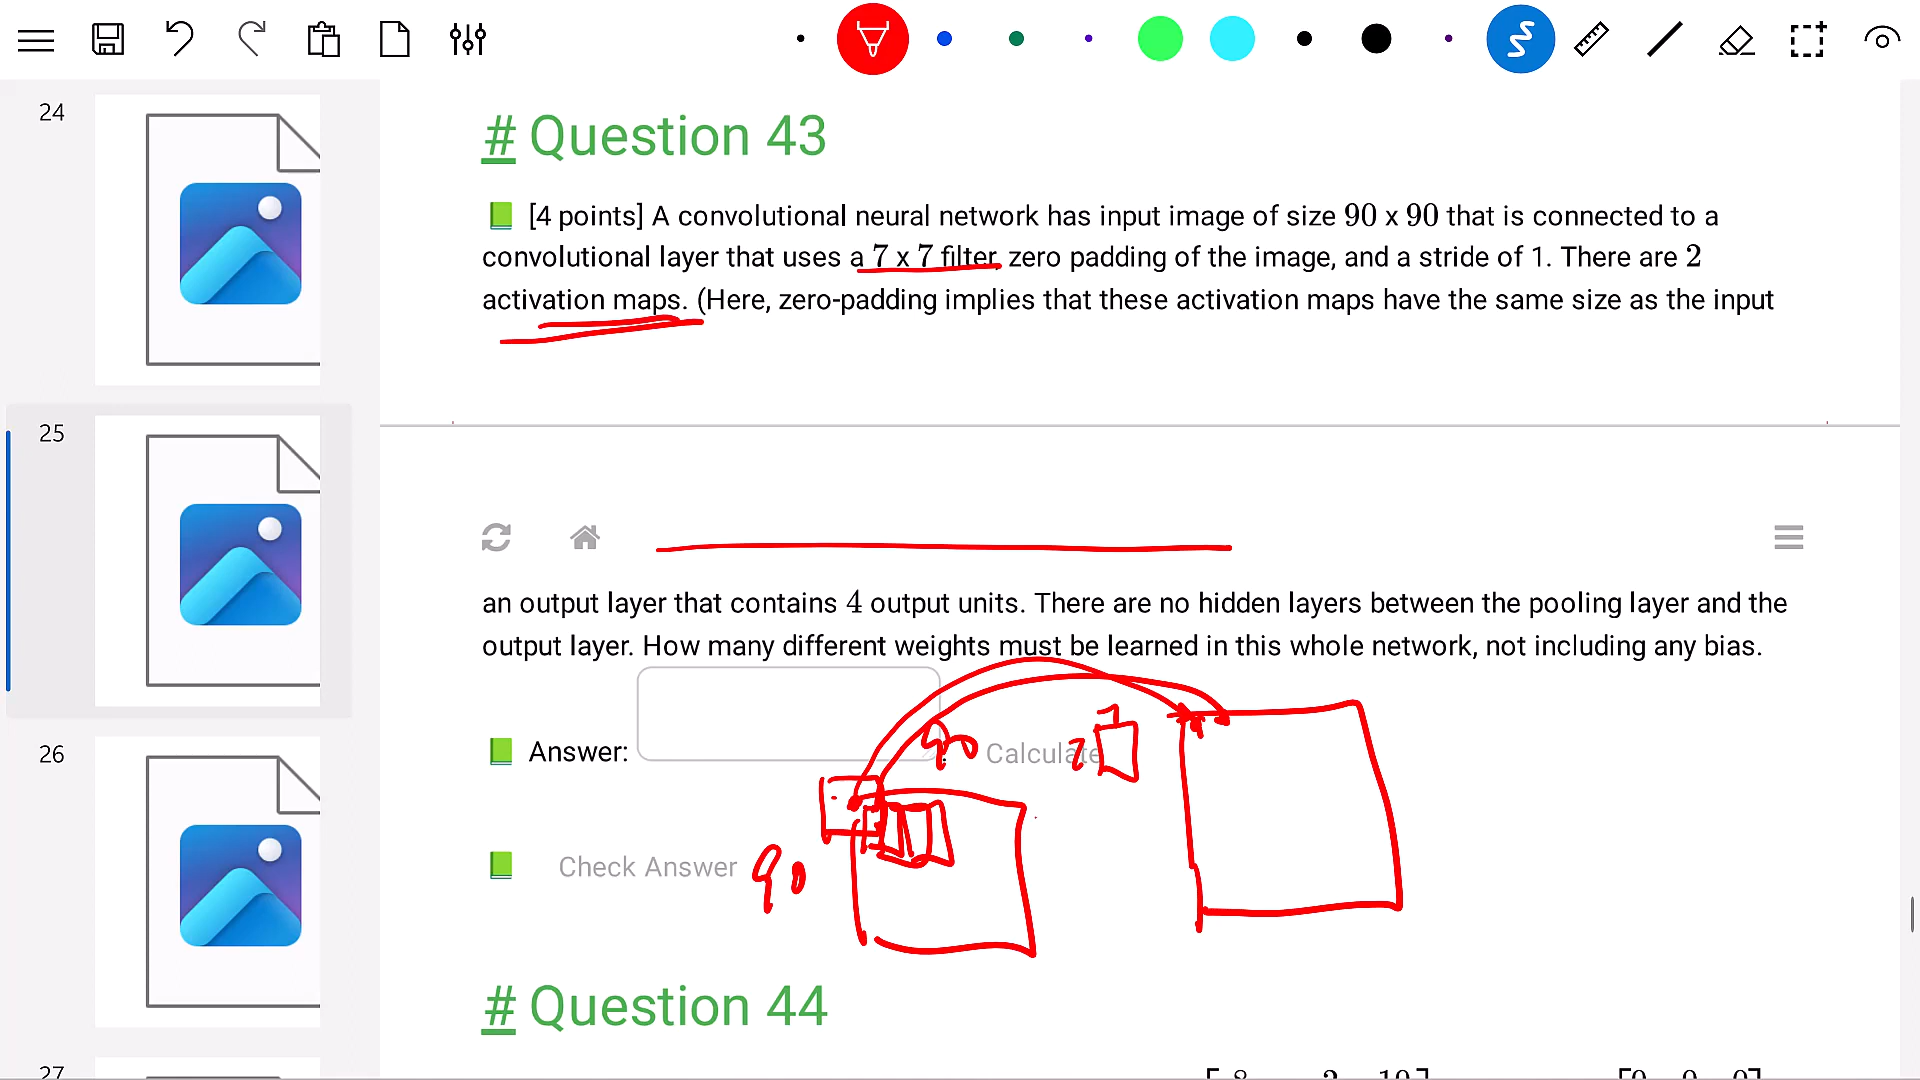 24
# Question 43
[4 points] A convolutional neural network has input image of size 90 x 90 that is connected to a
convolutional layer that uses a 7 x 7 filter, zero padding of the image, and a stride of 1. There are 2
activation maps. (Here, zero-padding implies that these activation maps have the same size as the input
25
an output layer that contains 4 output units. There are no hidden layers between the pooling layer and the
output layer. How many different weights must be learned in this whole network, not including any bias.
Answer:
90
Calculate
7
26
Check Answer
90
# Question 44
27